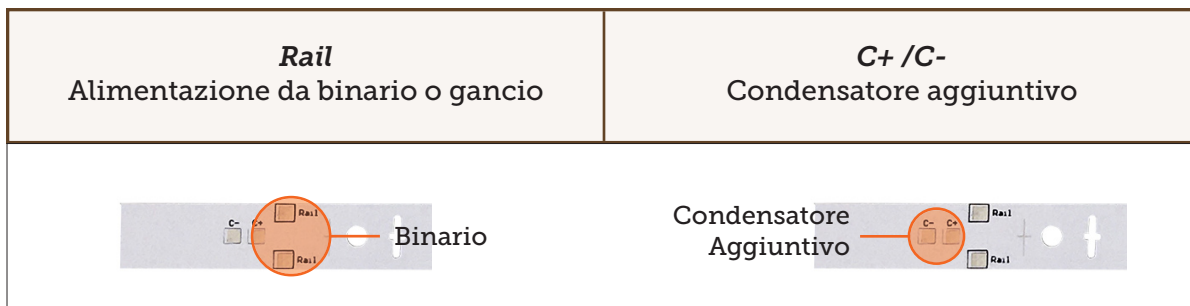 Rail
Alimentazione da binario o gancio
C+ /C-
Condensatore aggiuntivo
C- C+
Rail
Rail
Binario
Condensatore
Aggiuntivo
C- C+
Rail
Rail